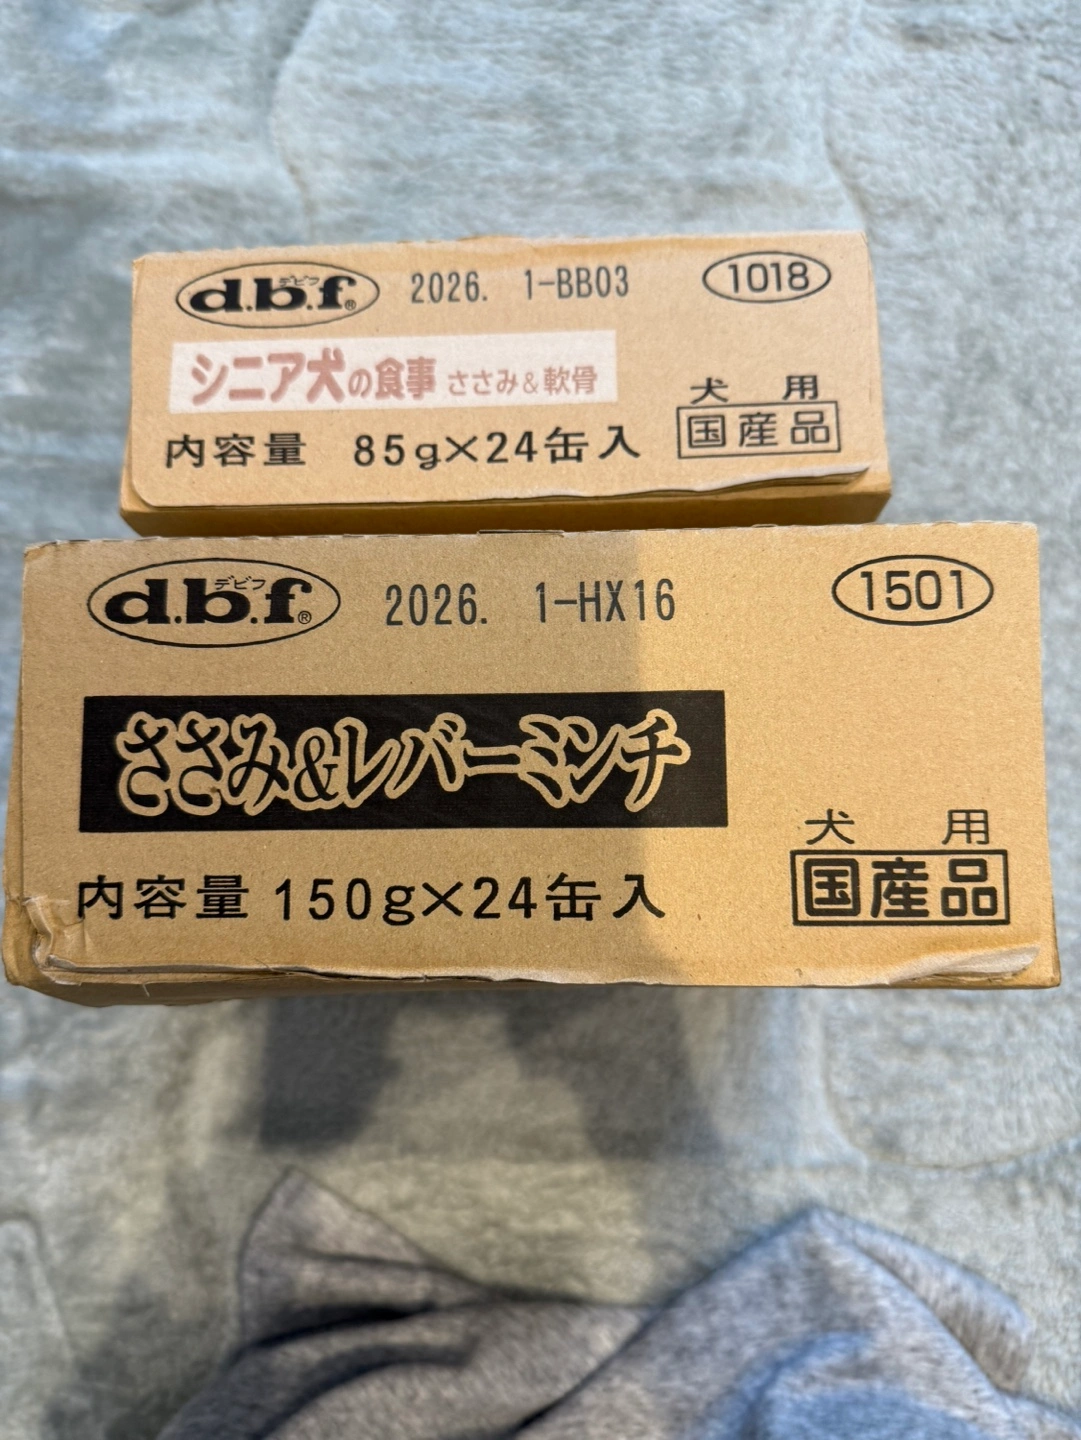 d.b.f® デビフ 2026. 1-BB03 1018
シニア犬の食事 ささみ&軟骨
犬用
内容量 85g×24缶入 国産品
d.b.f® デビフ 2026. 1-HX16 1501
ささみ&レバーミンチ
犬用
内容量 150g×24缶入 国産品